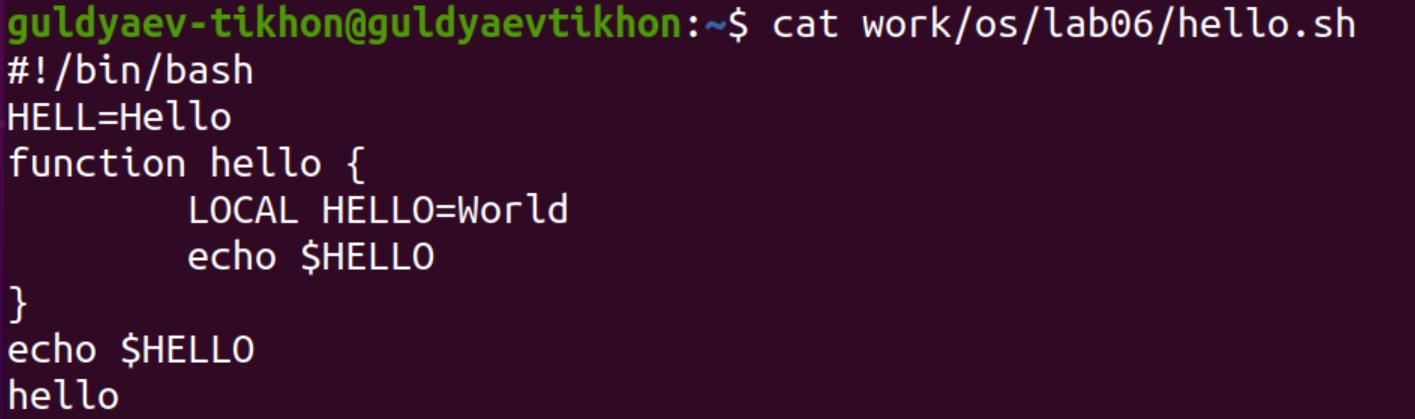 guldyaev-tikhon@guldyaevtikhon:~$ cat work/os/lab06/hello.sh
#!/bin/bash
HELL=Hello
function hello {
        LOCAL HELLO=World
        echo $HELLO
}
echo $HELLO
hello